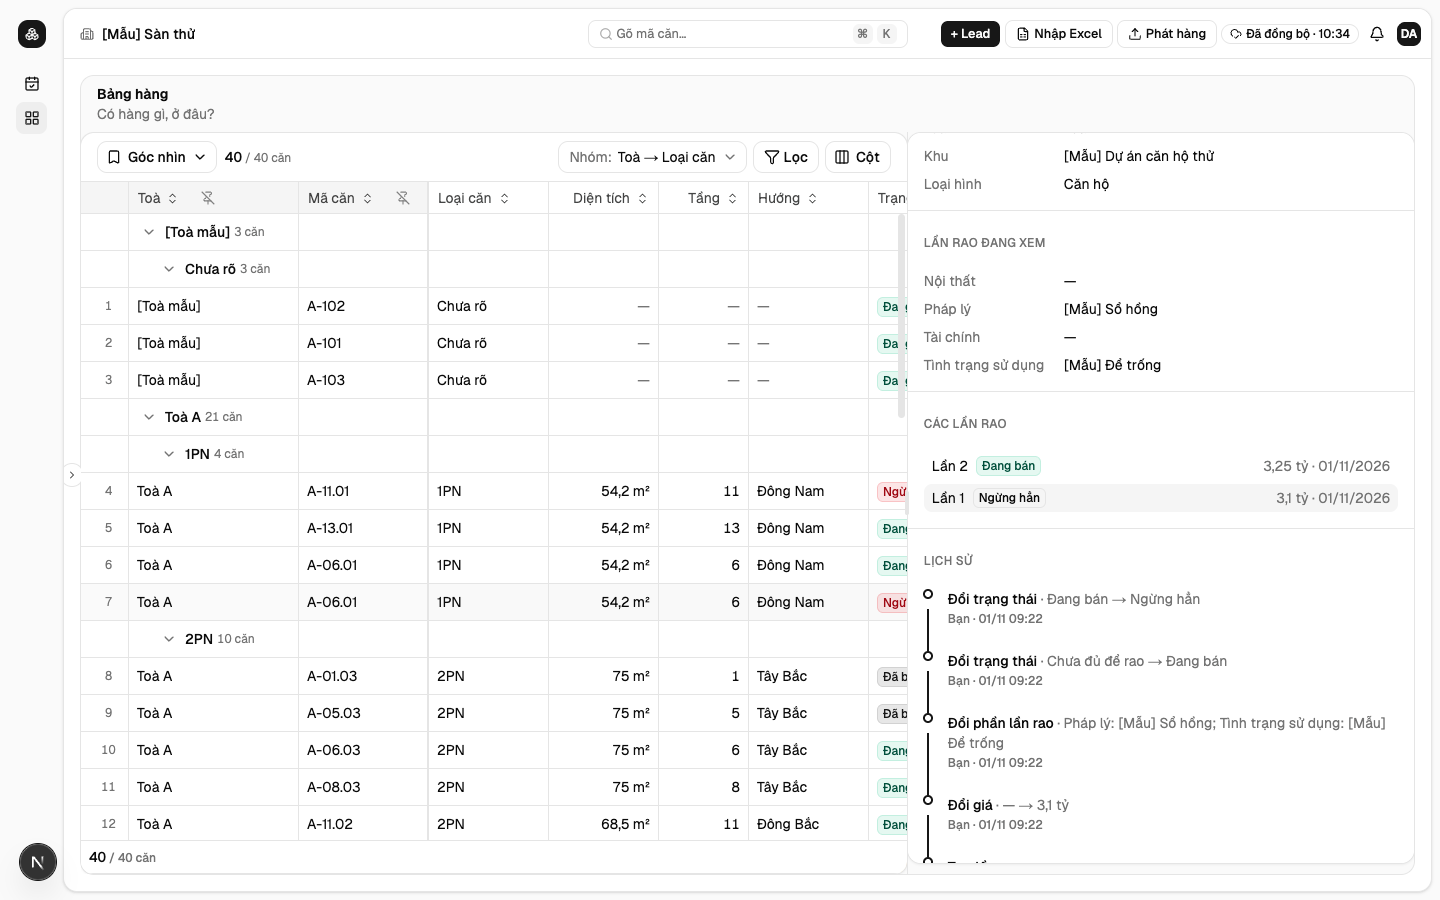 [Mẫu] Sàn thử
Gõ mã căn...
⌘ K
+ Lead
Nhập Excel
Phát hàng
Đã đồng bộ · 10:34
DA
Bảng hàng
Có hàng gì, ở đâu?
Góc nhìn
40 / 40 căn
Nhóm: Toà → Loại căn
Lọc
Cột
Toà
Mã căn
Loại căn
Diện tích
Tầng
Hướng
[Toà mẫu] 3 căn
Chưa rõ 3 căn
1 [Toà mẫu] A-102 Chưa rõ — — —
2 [Toà mẫu] A-101 Chưa rõ — — —
3 [Toà mẫu] A-103 Chưa rõ — — —
Toà A 21 căn
1PN 4 căn
4 Toà A A-11.01 1PN 54,2 m² 11 Đông Nam
5 Toà A A-13.01 1PN 54,2 m² 13 Đông Nam
6 Toà A A-06.01 1PN 54,2 m² 6 Đông Nam
7 Toà A A-06.01 1PN 54,2 m² 6 Đông Nam
2PN 10 căn
8 Toà A A-01.03 2PN 75 m² 1 Tây Bắc Đã
9 Toà A A-05.03 2PN 75 m² 5 Tây Bắc Đã
10 Toà A A-06.03 2PN 75 m² 6 Tây Bắc
11 Toà A A-08.03 2PN 75 m² 8 Tây Bắc
12 Toà A A-11.02 2PN 68,5 m² 11 Đông Bắc
40 / 40 căn
Khu [Mẫu] Dự án căn hộ thử
Loại hình Căn hộ
LẦN RAO ĐANG XEM
Nội thất —
Pháp lý [Mẫu] Sổ hồng
Tài chính —
Tình trạng sử dụng [Mẫu] Để trống
CÁC LẦN RAO
Lần 2 Đang bán 3,25 tỷ · 01/11/2026
Lần 1 Ngừng hẳn 3,1 tỷ · 01/11/2026
LỊCH SỬ
Đổi trạng thái · Đang bán → Ngừng hẳn
Bạn · 01/11 09:22
Đổi trạng thái · Chưa đủ để rao → Đang bán
Bạn · 01/11 09:22
Đổi phần lần rao · Pháp lý: [Mẫu] Sổ hồng; Tình trạng sử dụng: [Mẫu]
Để trống
Bạn · 01/11 09:22
Đổi giá · — → 3,1 tỷ
Bạn · 01/11 09:22
N